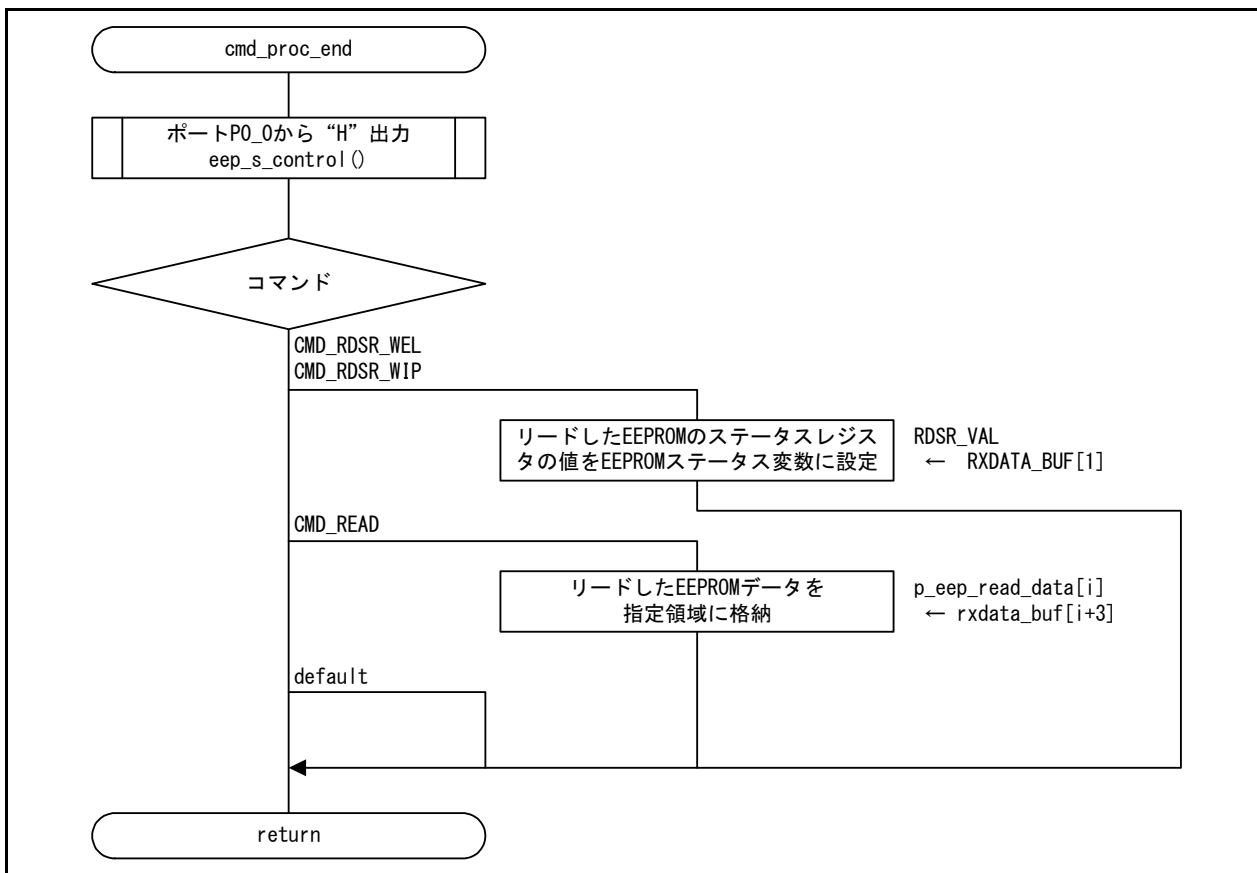 cmd_proc_end
ポートP0_0から“H”出力
eep_s_control()
コマンド
CMD_RDSR_WEL
CMD_RDSR_WIP
リードしたEEPROMのステータスレジス
タの値をEEPROMステータス変数に設定
RDSR_VAL
← RXDATA_BUF[1]
CMD_READ
リードしたEEPROMデータを
指定領域に格納
p_eep_read_data[i]
← rxdata_buf[i+3]
default
return